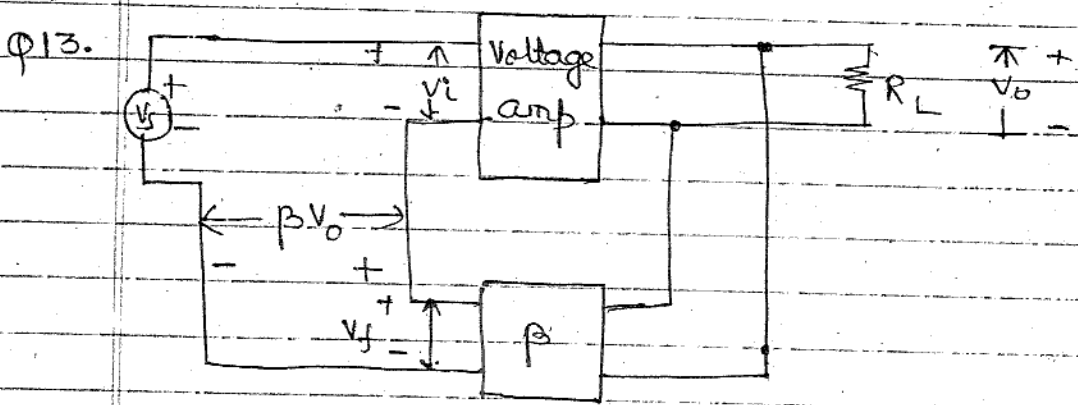 Q13.
+ Voltage +
+ Vi Vo
Vs - amp RL
- -
βVo
- +
+
Vf β
-